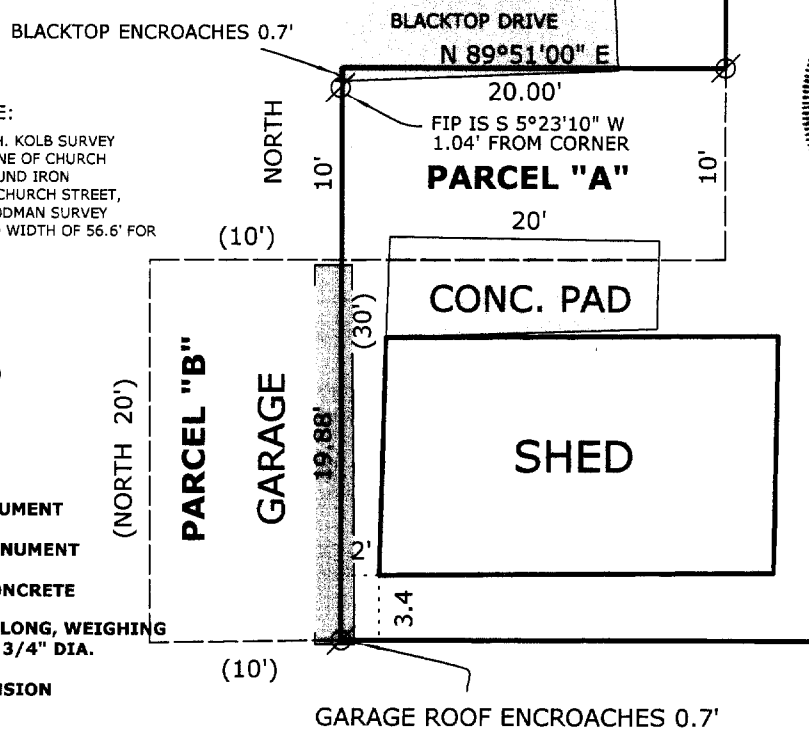 BLACKTOP DRIVE
BLACKTOP ENCROACHES 0.7'
N 89°51'00" E
20.00'
FIP IS S 5°23'10" W
1.04' FROM CORNER
E:
H. KOLB SURVEY
NE OF CHURCH
UND IRON
CHURCH STREET,
DMAN SURVEY
WIDTH OF 56.6' FOR
NORTH
10'
PARCEL "A"
10'
20'
(10')
CONC. PAD
(30')
(NORTH 20')
PARCEL "B"
GARAGE
19.88'
SHED
2'
3.4
UMENT
NUMENT
ONCRETE
LONG, WEIGHING
3/4" DIA.
NSION
(10')
GARAGE ROOF ENCROACHES 0.7'